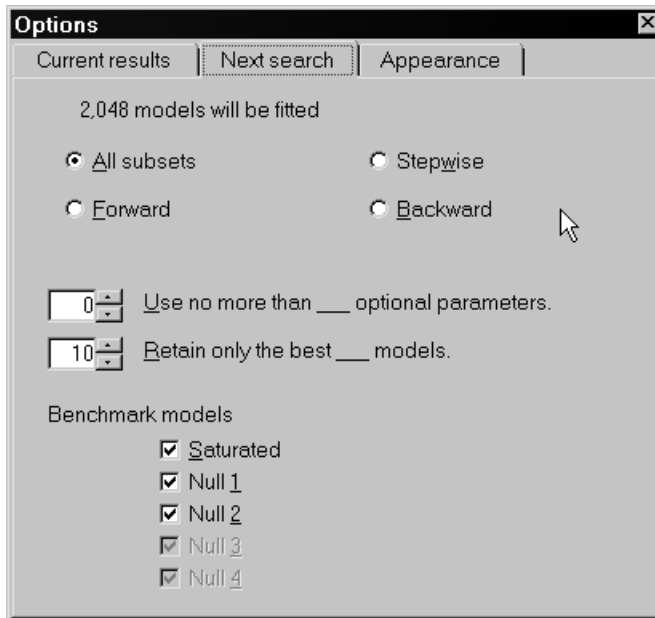 Options
Current results Next search Appearance
2,048 models will be fitted
All subsets Stepwise
Forward Backward
0 Use no more than ___ optional parameters.
10 Retain only the best ___ models.
Benchmark models
Saturated
Null 1
Null 2
Null 3
Null 4